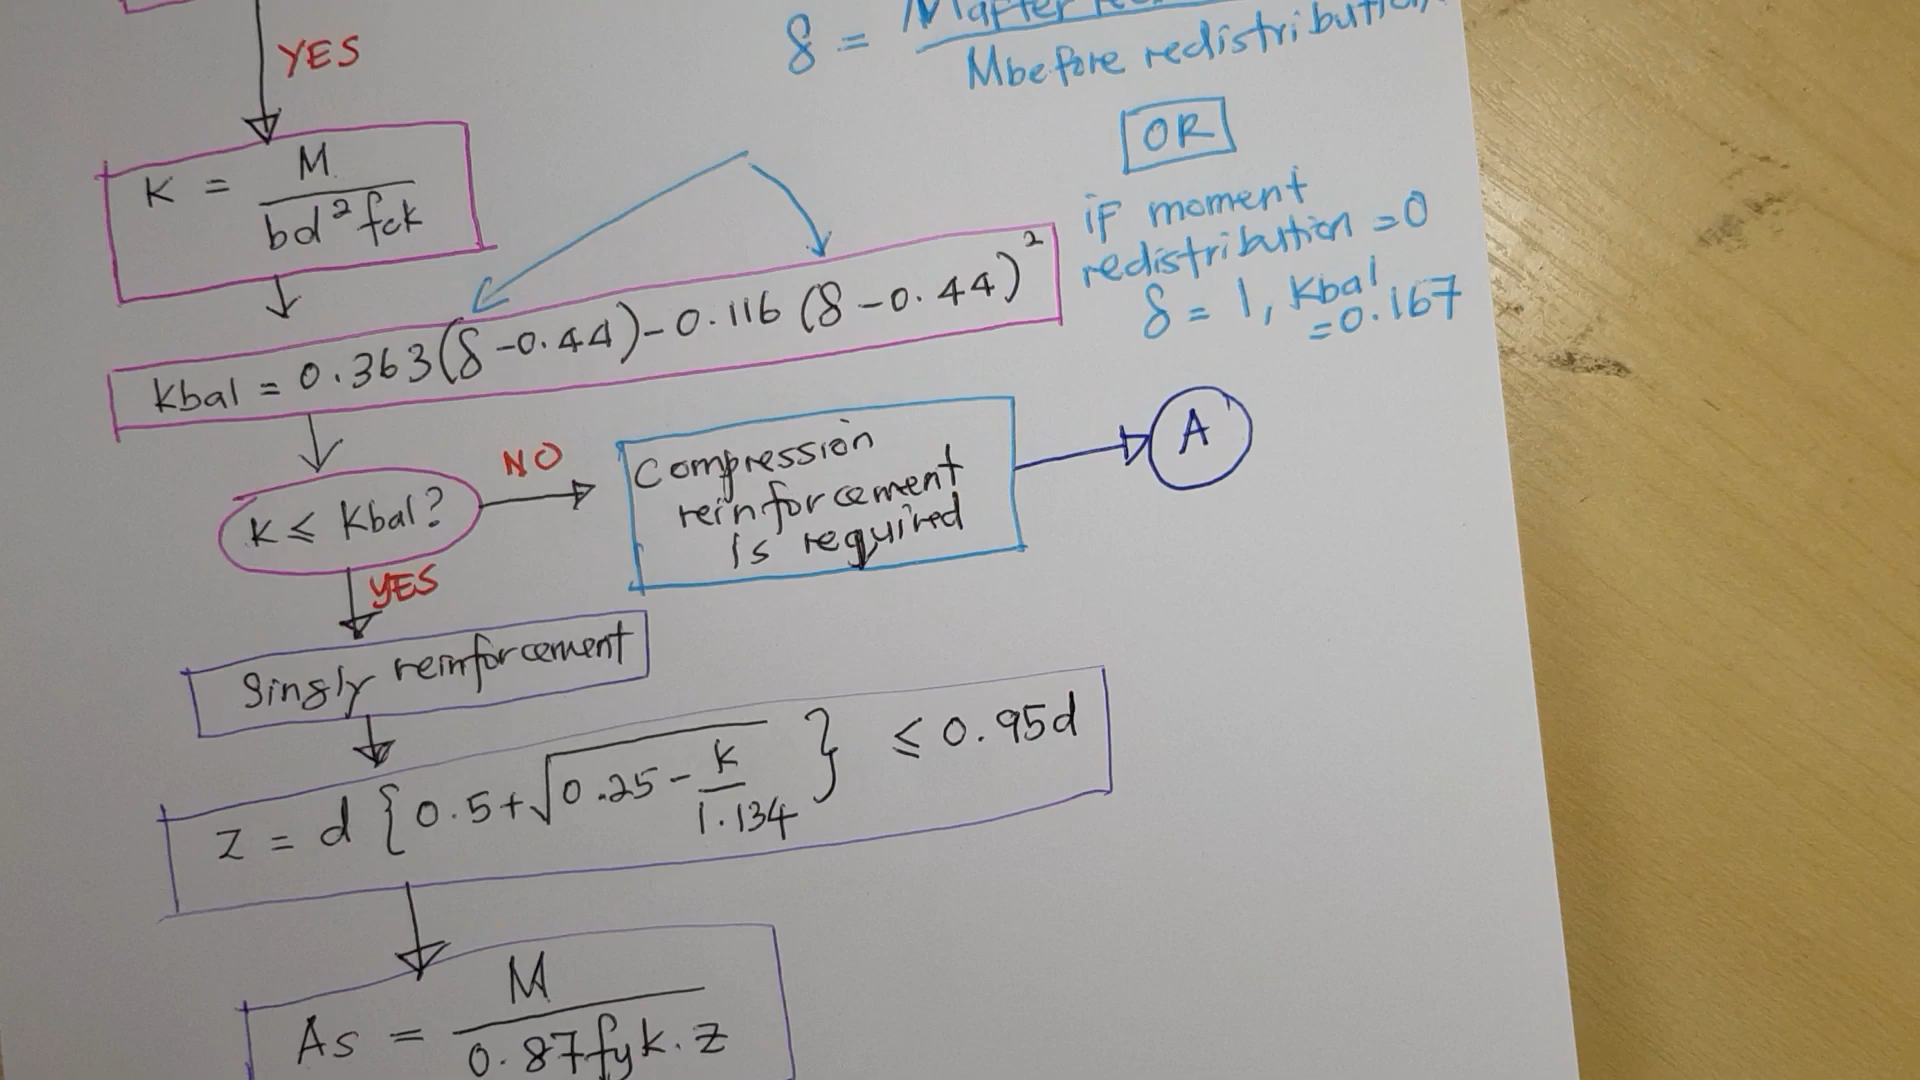 YES
δ = Mafter
Mbefore redistribution
OR
if moment
redistribution = 0
δ = 1, Kbal
= 0.167
K = M
bd²fck
Kbal = 0.363(δ-0.44)-0.116(δ-0.44)²
K ≤ Kbal?
NO
Compression
reinforcement
is required
A
YES
Singly reinforcement
z = d {0.5+√0.25 - K/1.134} ≤ 0.95d
As = M
0.87fyk.z